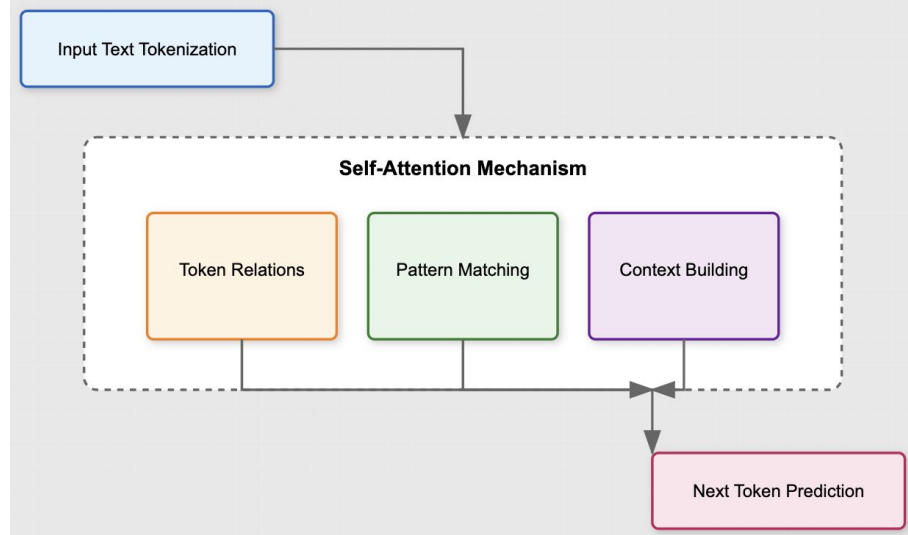 Input Text Tokenization
Self-Attention Mechanism
Token Relations
Pattern Matching
Context Building
Next Token Prediction